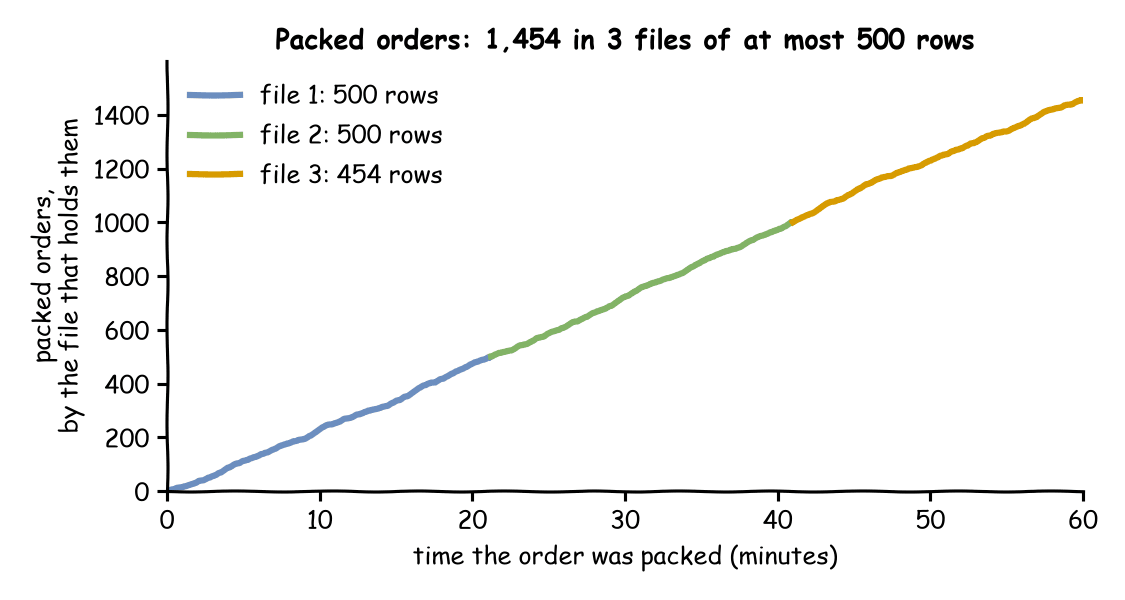 Packed orders: 1,454 in 3 files of at most 500 rows
file 1: 500 rows
file 2: 500 rows
file 3: 454 rows
packed orders,
by the file that holds them
1400
1200
1000
800
600
400
200
0
0 10 20 30 40 50 60
time the order was packed (minutes)